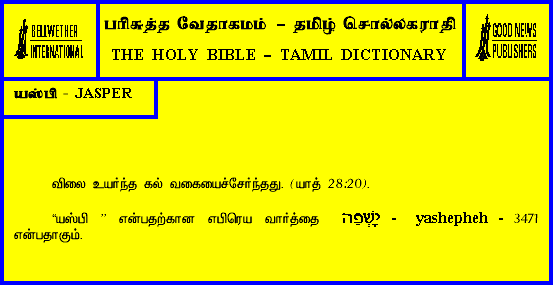 BELLWETHER
INTERNATIONAL
பரிசுத்த வேதாகமம் – தமிழ் சொல்லகராதி
THE HOLY BIBLE – TAMIL DICTIONARY
GOOD NEWS
PUBLISHERS
யஸ்பி - JASPER
விலை உயர்ந்த கல் வகையைச்சேர்ந்தது. (யாத் 28:20).
“யஸ்பி ” என்பதற்கான எபிரெய வார்த்தை יָשְׁפֵה - yashepheh - 3471
என்பதாகும்.